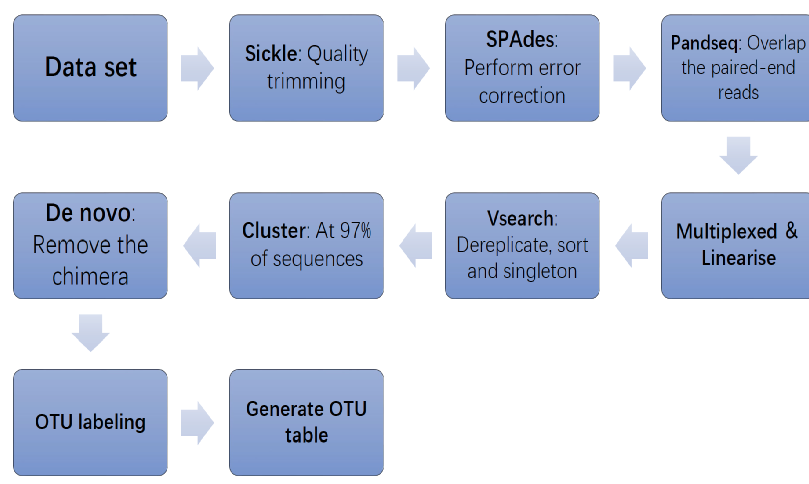 Data set
Sickle: Quality
trimming
SPAdes:
Perform error
correction
Pandseq: Overlap
the paired-end
reads
De novo:
Remove the
chimera
Cluster: At 97%
of sequences
Vsearch:
Dereplicate, sort
and singleton
Multiplexed &
Linearise
OTU labeling
Generate OTU
table